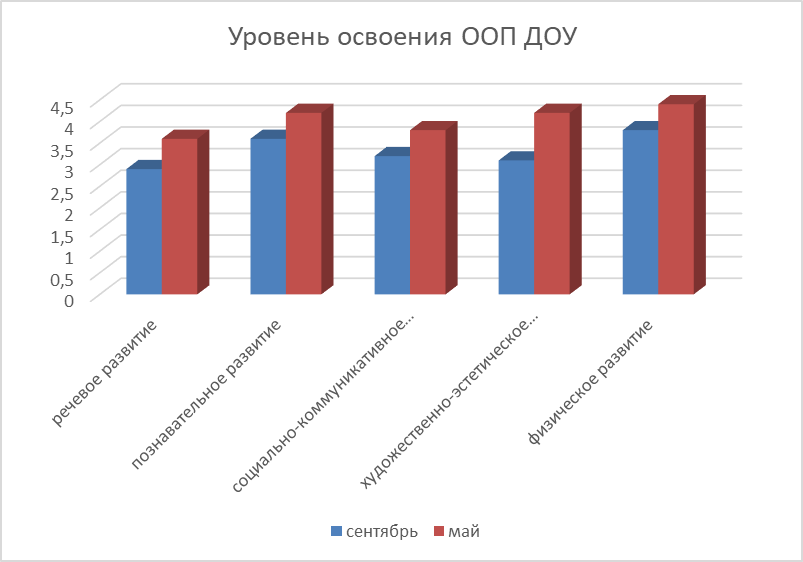 Уровень освоения ООП ДОУ
4,5
4
3,5
3
2,5
2
1,5
1
0,5
0
речевое развитие
познавательное развитие
социально-коммуникативное...
художественно-эстетическое...
физическое развитие
сентябрь май